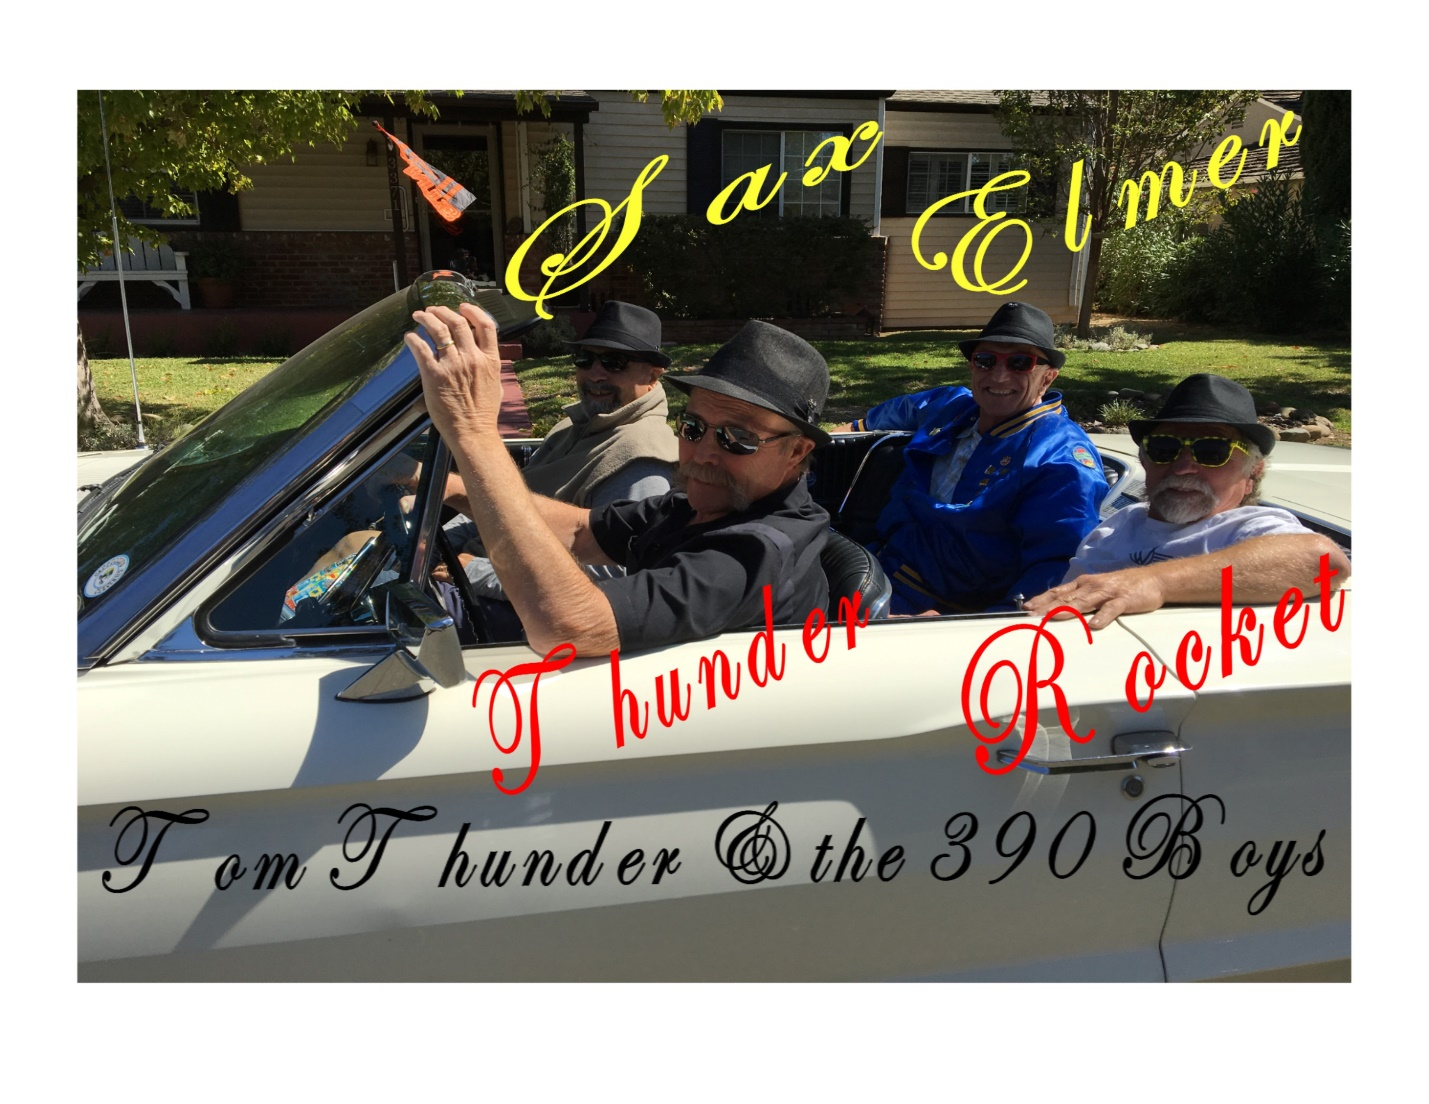 Sax Elmer
Thunder Rocket
Tom Thunder & the 390 Boys